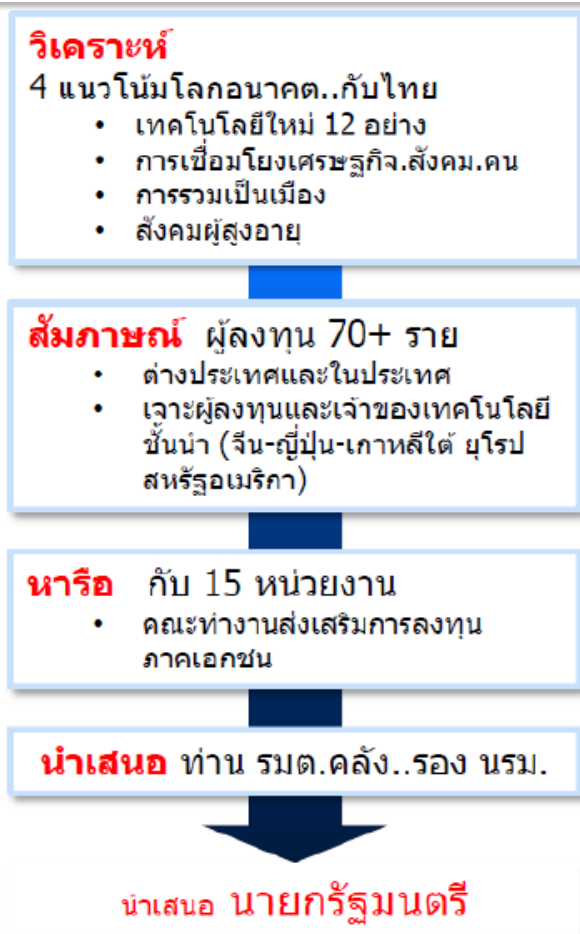 วิเคราะห์
4 แนวโน้มโลกอนาคต..กับไทย
• เทคโนโลยีใหม่ 12 อย่าง
• การเชื่อมโยงเศรษฐกิจ.สังคม.คน
• การรวมเป็นเมือง
• สังคมผู้สูงอายุ
สัมภาษณ์ ผู้ลงทุน 70+ ราย
• ต่างประเทศและในประเทศ
• เจาะผู้ลงทุนและเจ้าของเทคโนโลยี
ชั้นนำ (จีน-ญี่ปุ่น-เกาหลีใต้ ยุโรป
สหรัฐอเมริกา)
หารือ กับ 15 หน่วยงาน
• คณะทำงานส่งเสริมการลงทุน
ภาคเอกชน
นำเสนอ ท่าน รมต.คลัง..รอง นรม.
นำเสนอ นายกรัฐมนตรี